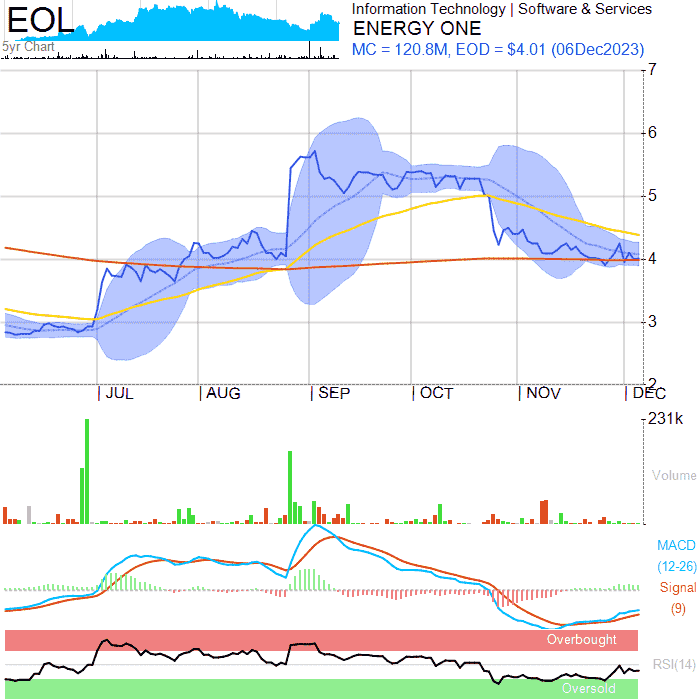 EOL
5yr Chart
Information Technology | Software & Services
ENERGY ONE
MC = 120.8M, EOD = $4.01 (06Dec2023)
7
6
5
4
3
2
JUL AUG SEP OCT NOV DEC
231k
Volume
MACD
(12-26)
Signal
(9)
Overbought
RSI(14)
Oversold